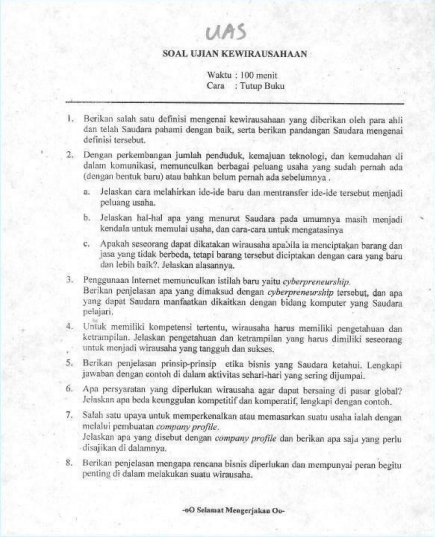 UAS
SOAL UJIAN KEWIRAUSAHAAN
Waktu : 100 menit
Cara : Tutup Buku
1. Berikan salah satu definisi mengenai kewirausahaan yang diberikan oleh para ahli
dan telah Saudara pahami dengan baik, serta berikan pandangan Saudara mengenai
definisi tersebut.
2. Dengan perkembangan jumlah penduduk, kemajuan teknologi, dan kemudahan di
dalam komunikasi, memunculkan berbagai peluang usaha yang sudah pernah ada
(dengan bentuk baru) atau bahkan belum pernah ada sebelumnya .
a. Jelaskan cara melahirkan ide-ide baru dan mentransfer ide-ide tersebut menjadi
peluang usaha.
b. Jelaskan hal-hal apa yang menurut Saudara pada umumnya masih menjadi
kendala untuk memulai usaha, dan cara-cara untuk mengatasinya
c. Apakah seseorang dapat dikatakan wirausaha apabila ia menciptakan barang dan
jasa yang tidak berbeda, tetapi barang tersebut diciptakan dengan cara yang baru
dan lebih baik?. Jelaskan alasannya.
3. Penggunaan Internet memunculkan istilah baru yaitu cyberpreneurship.
Berikan penjelasan apa yang dimaksud dengan cyberpreneurship tersebut, dan apa
yang dapat Saudara manfaatkan dikaitkan dengan bidang komputer yang Saudara
pelajari.
4. Untuk memiliki kompetensi tertentu, wirausaha harus memiliki pengetahuan dan
ketrampilan. Jelaskan pengetahuan dan ketrampilan yang harus dimiliki seseorang
untuk menjadi wirausaha yang tangguh dan sukses.
5. Berikan penjelasan prinsip-prinsip etika bisnis yang Saudara ketahui. Lengkapi
jawaban dengan contoh di dalam aktivitas sehari-hari yang sering dijumpai.
6. Apa persyaratan yang diperlukan wirausaha agar dapat bersaing di pasar global?
Jelaskan apa beda keunggulan kompetitif dan komperatif, lengkapi dengan contoh.
7. Salah satu upaya untuk memperkenalkan atau memasarkan suatu usaha ialah dengan
melalui pembuatan company profile.
Jelaskan apa yang disebut dengan company profile dan berikan apa saja yang perlu
disajikan di dalamnya.
8. Berikan penjelasan mengapa rencana bisnis diperlukan dan mempunyai peran begitu
penting di dalam melakukan suatu wirausaha.
-oO Selamat Mengerjakan Oo-